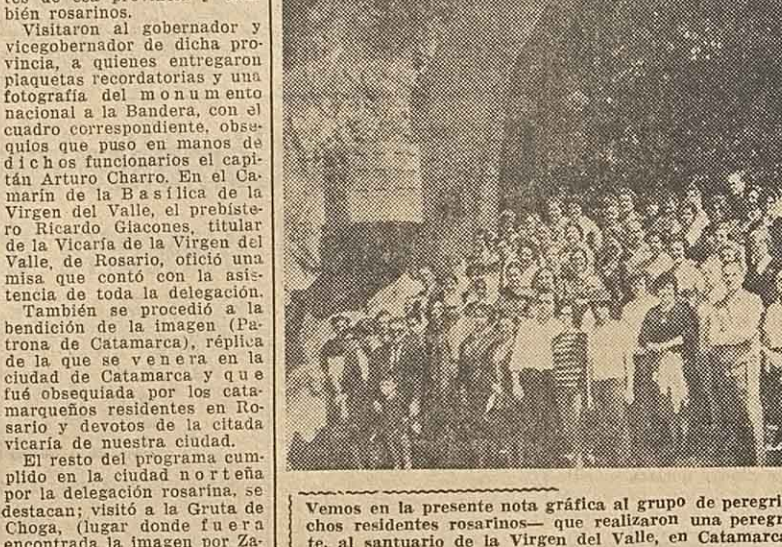 bién rosarinos.
Visitaron al gobernador y
vicegobernador de dicha pro-
vincia, a quienes entregaron
plaquetas recordatorias y una
fotografía del monumento
nacional a la Bandera, con el
cuadro correspondiente, obse-
quios que puso en manos de
dichos funcionarios el capi-
tán Arturo Charro. En el Ca-
marín de la Basílica de la
Virgen del Valle, el prebíste-
ro Ricardo Giacones, titular
de la Vicaría de la Virgen del
Valle, de Rosario, ofició una
misa que contó con la asis-
tencia de toda la delegación.
También se procedió a la
bendición de la imagen (Pa-
trona de Catamarca), réplica
de la que se venera en la
ciudad de Catamarca y que
fué obsequiada por los cata-
marqueños residentes en Ro-
sario y devotos de la citada
vicaría de nuestra ciudad.
El resto del programa cum-
plido en la ciudad norteña
por la delegación rosarina, se
destacan; visitó a la Gruta de
Choga, (lugar donde fuera
encontrada la imagen por Za-
Vemos en la presente nota gráfica al grupo de peregri
chos residentes rosarinos— que realizaron una peregr
te, al santuario de la Virgen del Valle, en Catamarc